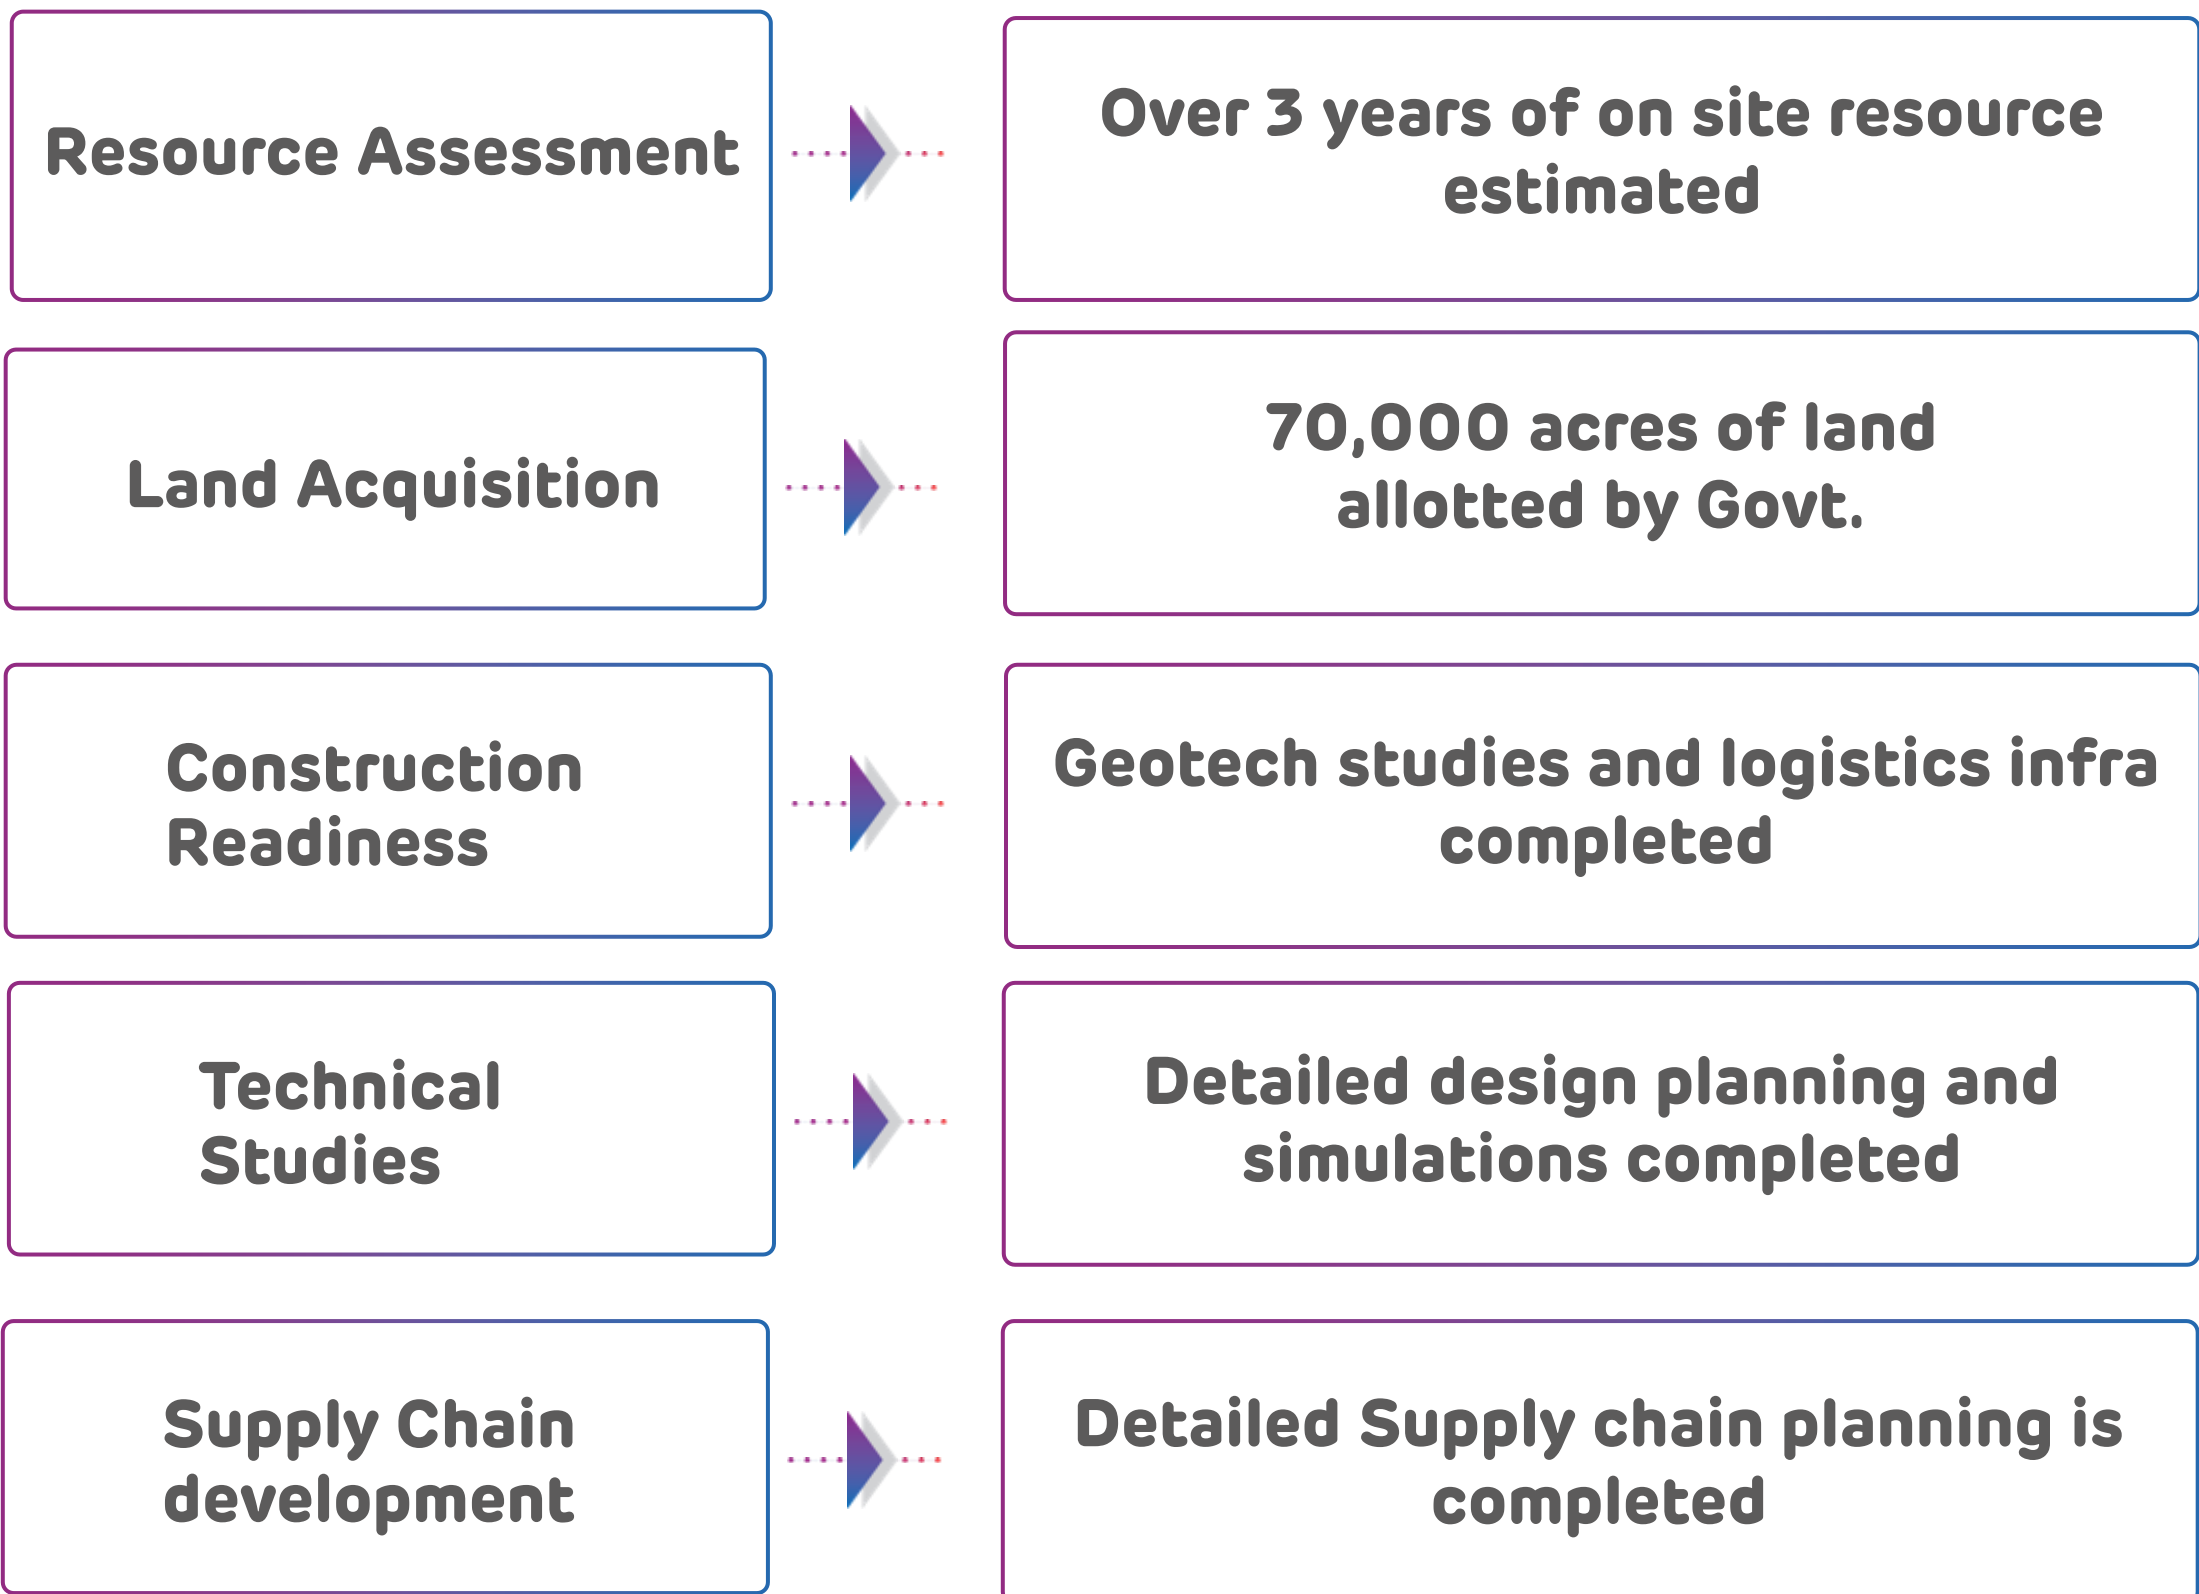 Resource Assessment
Over 3 years of on site resource
estimated
Land Acquisition
70,000 acres of land
allotted by Govt.
Construction
Readiness
Geotech studies and logistics infra
completed
Technical
Studies
Detailed design planning and
simulations completed
Supply Chain
development
Detailed Supply chain planning is
completed